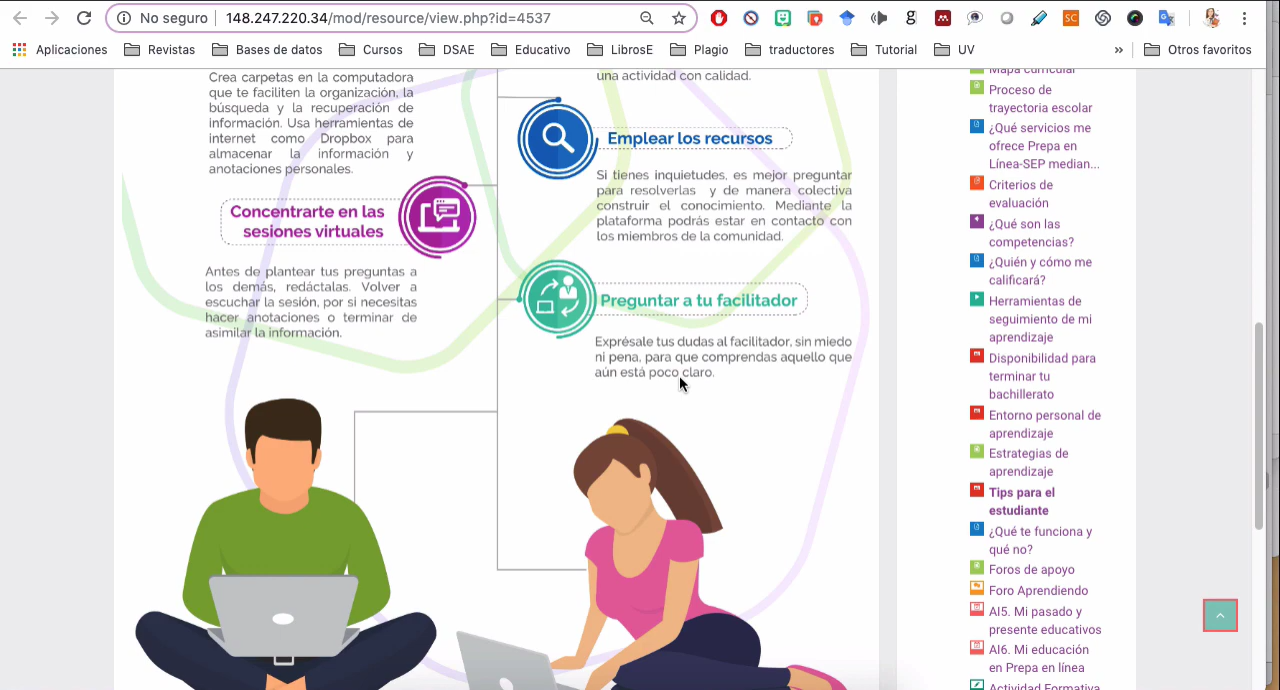 No seguro
148.247.220.34/mod/resource/view.php?id=4537
Aplicaciones
Revistas
Bases de datos
Cursos
DSAE
Educativo
LibrosE
Plagio
traductores
Tutorial
UV
»
Otros favoritos
Crea carpetas en la computadora
que te faciliten la organización, la
búsqueda y la recuperación de
información. Usa herramientas de
internet como Dropbox para
almacenar la información y
anotaciones personales.
Concentrarte en las
sesiones virtuales
Antes de plantear tus preguntas a
los demás, redáctalas. Volver a
escuchar la sesión, por si necesitas
hacer anotaciones o terminar de
asimilar la información.
una actividad con calidad.
Emplear los recursos
Si tienes inquietudes, es mejor preguntar
para resolverlas y de manera colectiva
construir el conocimiento. Mediante la
plataforma podrás estar en contacto con
los miembros de la comunidad.
Preguntar a tu facilitador
Exprésale tus dudas al facilitador, sin miedo
ni pena, para que comprendas aquello que
aún está poco claro.
Mapa curricular
Proceso de
trayectoria escolar
¿Qué servicios me
ofrece Prepa en
Línea-SEP median...
Criterios de
evaluación
¿Qué son las
competencias?
¿Quién y cómo me
calificará?
Herramientas de
seguimiento de mi
aprendizaje
Disponibilidad para
terminar tu
bachillerato
Entorno personal de
aprendizaje
Estrategias de
aprendizaje
Tips para el
estudiante
¿Qué te funciona y
qué no?
Foros de apoyo
Foro Aprendiendo
AI5. Mi pasado y
presente educativos
AI6. Mi educación
en Prepa en línea
Actividad Formativa